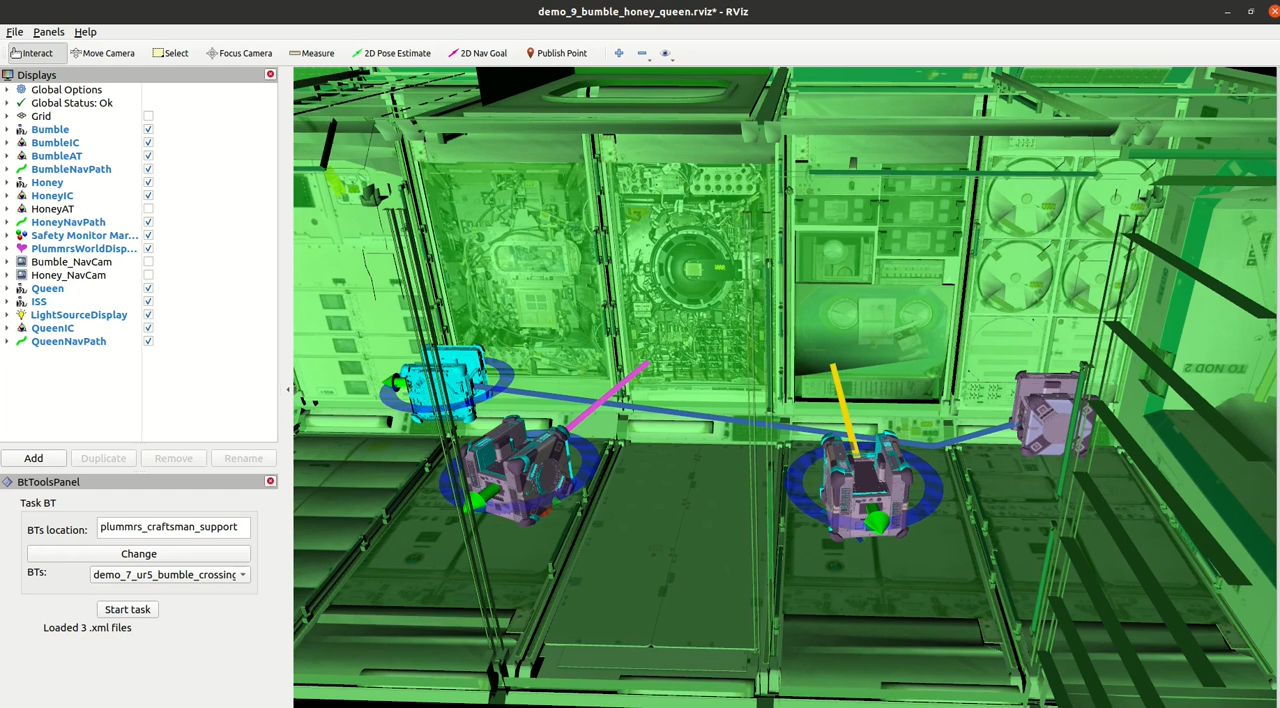 demo_9_bumble_honey_queen.rviz* - RViz
File Panels Help
Interact Move Camera Select Focus Camera Measure 2D Pose Estimate 2D Nav Goal Publish Point
Displays
Global Options
Global Status: Ok
Grid
Bumble
BumbleIC
BumbleAT
BumbleNavPath
Honey
HoneyIC
HoneyAT
HoneyNavPath
Safety Monitor Mar...
PlummrsWorldDisp...
Bumble_NavCam
Honey_NavCam
Queen
ISS
LightSourceDisplay
QueenIC
QueenNavPath
Add Duplicate Remove Rename
BtToolsPanel
Task BT
BTs location: plummrs_craftsman_support
Change
BTs: demo_7_ur5_bumble_crossing
Start task
Loaded 3 .xml files
TO NOD 2